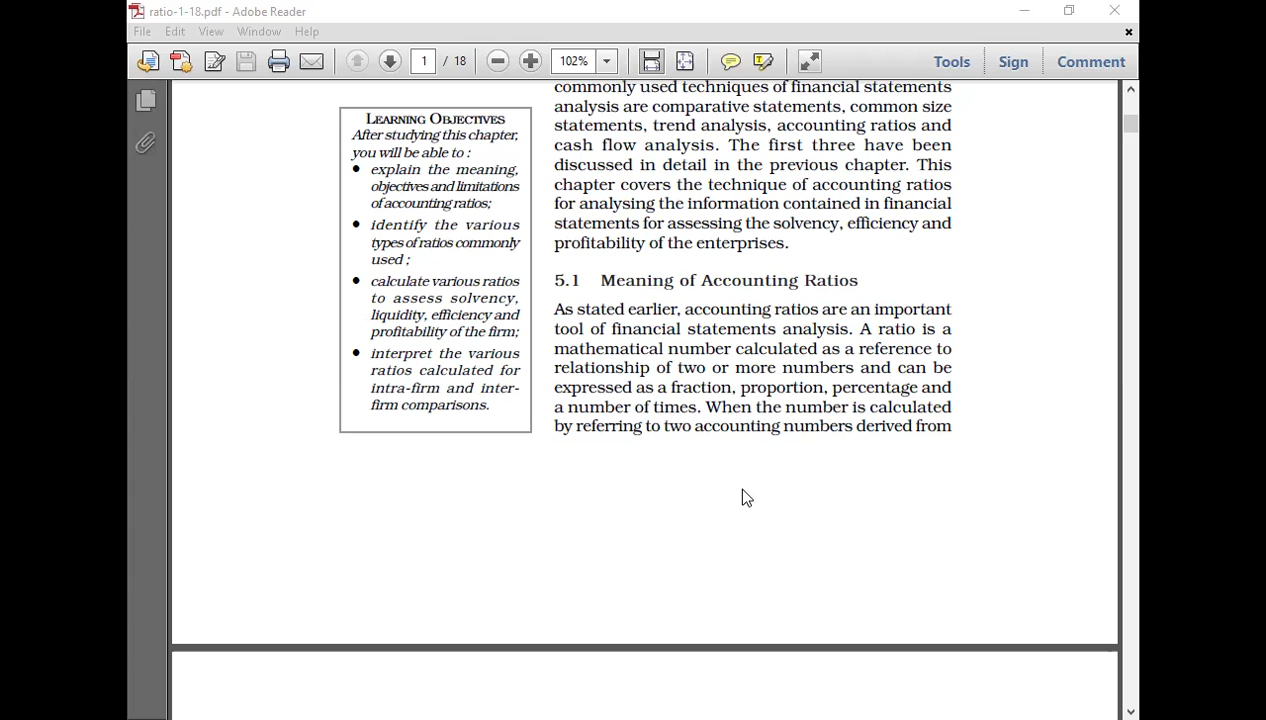 ratio-1-18.pdf - Adobe Reader
File Edit View Window Help
1 / 18 102% Tools Sign Comment
LEARNING OBJECTIVES
After studying this chapter,
you will be able to :
• explain the meaning,
objectives and limitations
of accounting ratios;
• identify the various
types of ratios commonly
used ;
• calculate various ratios
to assess solvency,
liquidity, efficiency and
profitability of the firm;
• interpret the various
ratios calculated for
intra-firm and inter-
firm comparisons.
commonly used techniques of financial statements
analysis are comparative statements, common size
statements, trend analysis, accounting ratios and
cash flow analysis. The first three have been
discussed in detail in the previous chapter. This
chapter covers the technique of accounting ratios
for analysing the information contained in financial
statements for assessing the solvency, efficiency and
profitability of the enterprises.
5.1 Meaning of Accounting Ratios
As stated earlier, accounting ratios are an important
tool of financial statements analysis. A ratio is a
mathematical number calculated as a reference to
relationship of two or more numbers and can be
expressed as a fraction, proportion, percentage and
a number of times. When the number is calculated
by referring to two accounting numbers derived from